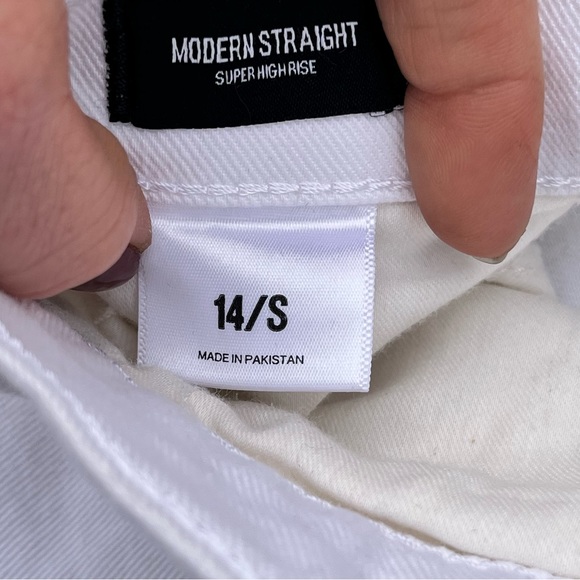 MODERN STRAIGHT
SUPER HIGH RISE
14/S
MADE IN PAKISTAN